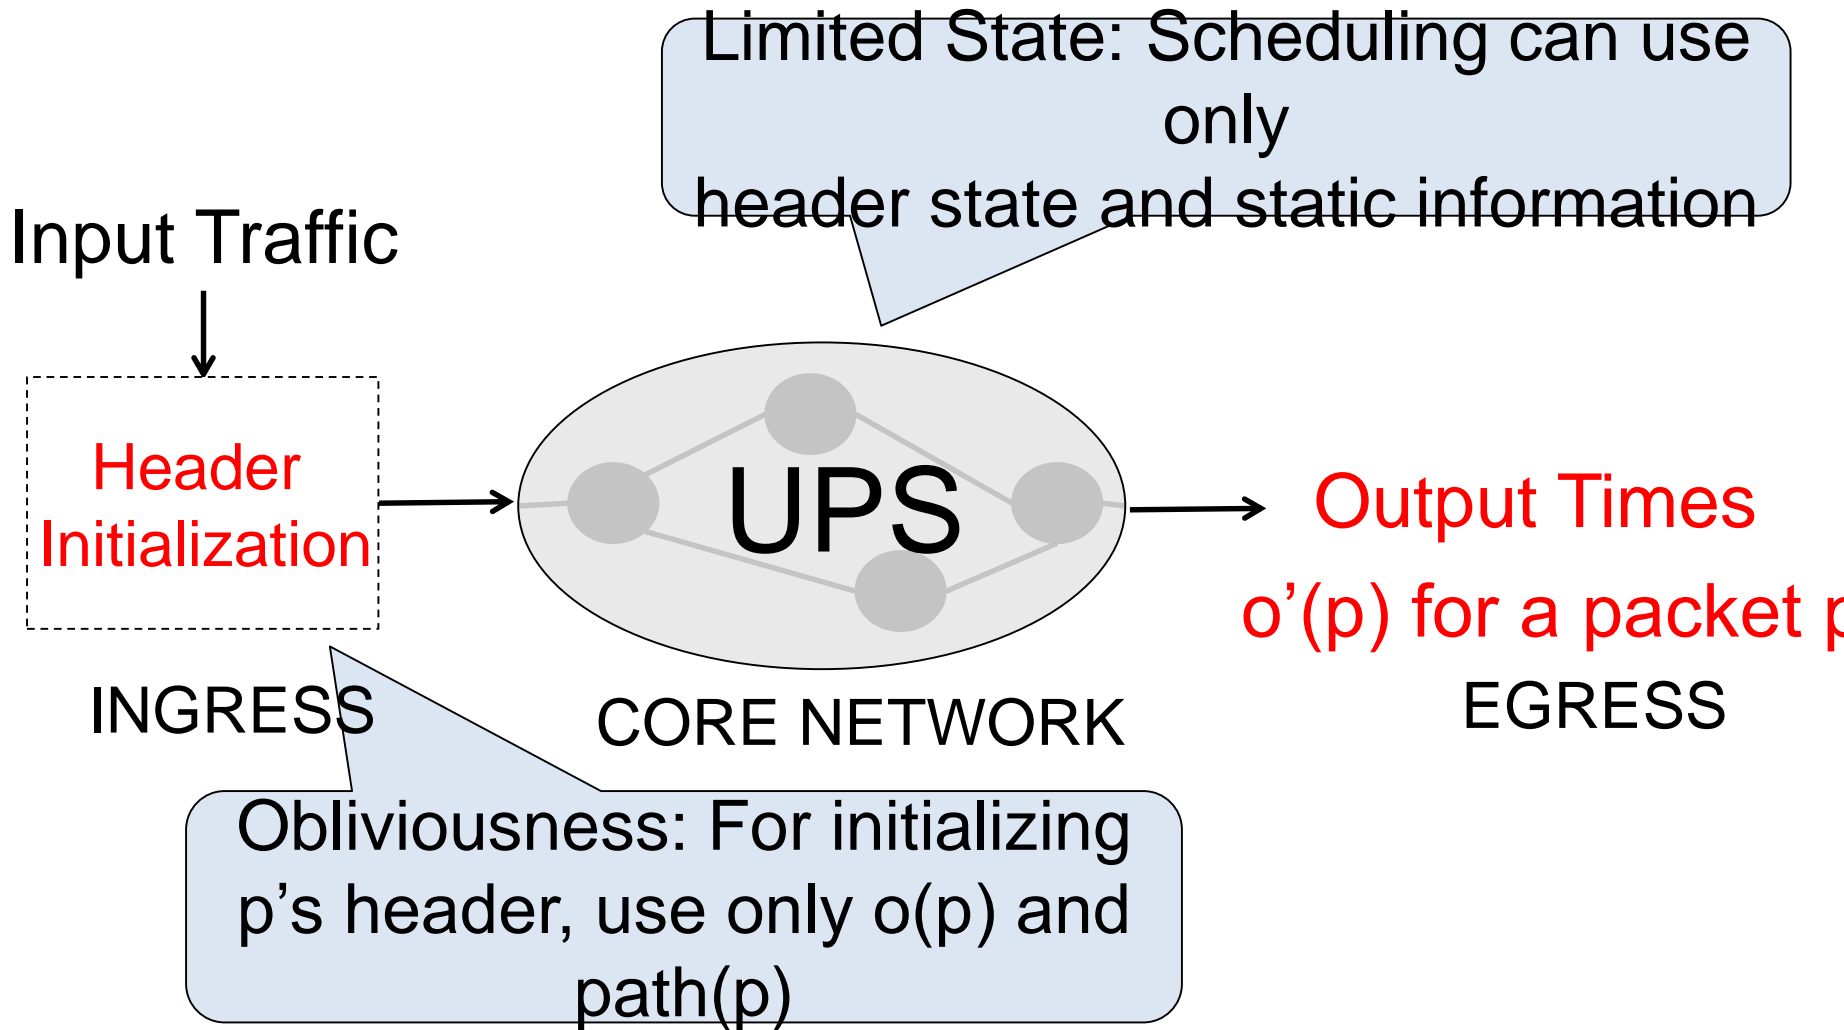 Limited State: Scheduling can use
only
header state and static information
Input Traffic
Header
Initialization
UPS
Output Times
o’(p) for a packet p
INGRESS
CORE NETWORK
EGRESS
Obliviousness: For initializing
p’s header, use only o(p) and
path(p)